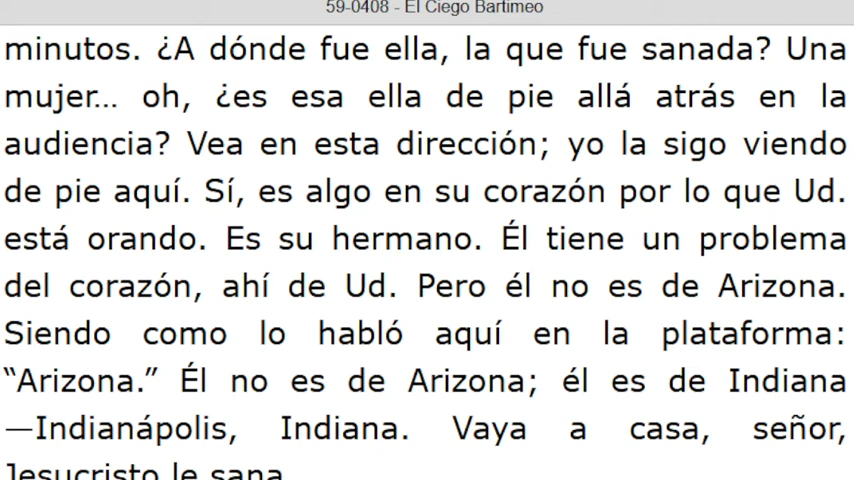 59-0408 - El Ciego Bartimeo
minutos. ¿A dónde fue ella, la que fue sanada? Una
mujer... oh, ¿es esa ella de pie allá atrás en la
audiencia? Vea en esta dirección; yo la sigo viendo
de pie aquí. Sí, es algo en su corazón por lo que Ud.
está orando. Es su hermano. Él tiene un problema
del corazón, ahí de Ud. Pero él no es de Arizona.
Siendo como lo habló aquí en la plataforma:
“Arizona.” Él no es de Arizona; él es de Indiana
—Indianápolis, Indiana. Vaya a casa, señor,
Jesucristo le sana